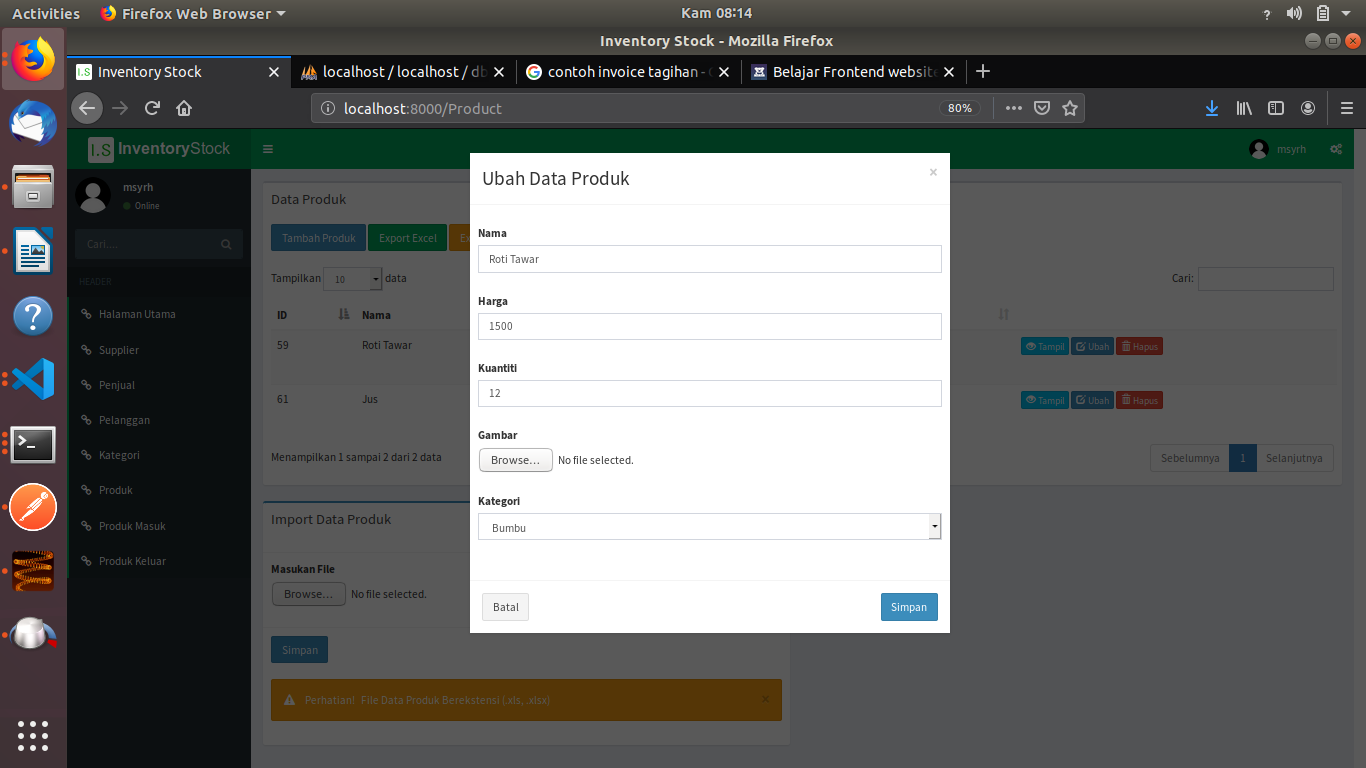 Activities Firefox Web Browser Kam 08:14 ?
Inventory Stock - Mozilla Firefox
I.S Inventory Stock localhost / localhost / db contoh invoice tagihan - Belajar Frontend website
localhost:8000/Product 80%
I.S InventoryStock msyrh
msyrh
Online
Cari....
HEADER
Halaman Utama
Supplier
Penjual
Pelanggan
Kategori
Produk
Produk Masuk
Produk Keluar
Data Produk
Tambah Produk Export Excel
Tampilkan 10 data Cari:
ID Nama
59 Roti Tawar Tampil Ubah Hapus
61 Jus Tampil Ubah Hapus
Menampilkan 1 sampai 2 dari 2 data Sebelumnya 1 Selanjutnya
Import Data Produk
Masukan File
Browse... No file selected.
Simpan
Perhatian! File Data Produk Berekstensi (.xls, .xlsx) ×
Ubah Data Produk ×
Nama
Roti Tawar
Harga
1500
Kuantiti
12
Gambar
Browse... No file selected.
Kategori
Bumbu
Batal Simpan